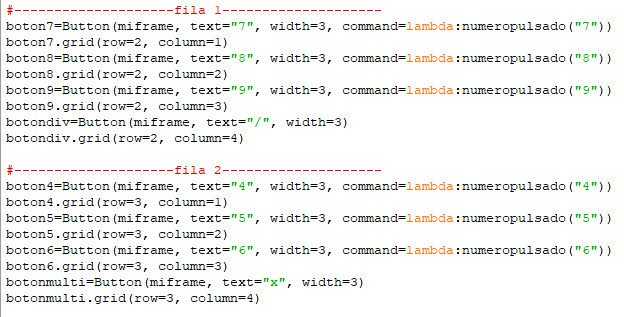 #--------------------fila 1--------------------
boton7=Button(miframe, text="7", width=3, command=lambda:numeropulsado("7"))
boton7.grid(row=2, column=1)
boton8=Button(miframe, text="8", width=3, command=lambda:numeropulsado("8"))
boton8.grid(row=2, column=2)
boton9=Button(miframe, text="9", width=3, command=lambda:numeropulsado("9"))
boton9.grid(row=2, column=3)
botondiv=Button(miframe, text="/", width=3)
botondiv.grid(row=2, column=4)
#--------------------fila 2--------------------
boton4=Button(miframe, text="4", width=3, command=lambda:numeropulsado("4"))
boton4.grid(row=3, column=1)
boton5=Button(miframe, text="5", width=3, command=lambda:numeropulsado("5"))
boton5.grid(row=3, column=2)
boton6=Button(miframe, text="6", width=3, command=lambda:numeropulsado("6"))
boton6.grid(row=3, column=3)
botonmulti=Button(miframe, text="x", width=3)
botonmulti.grid(row=3, column=4)